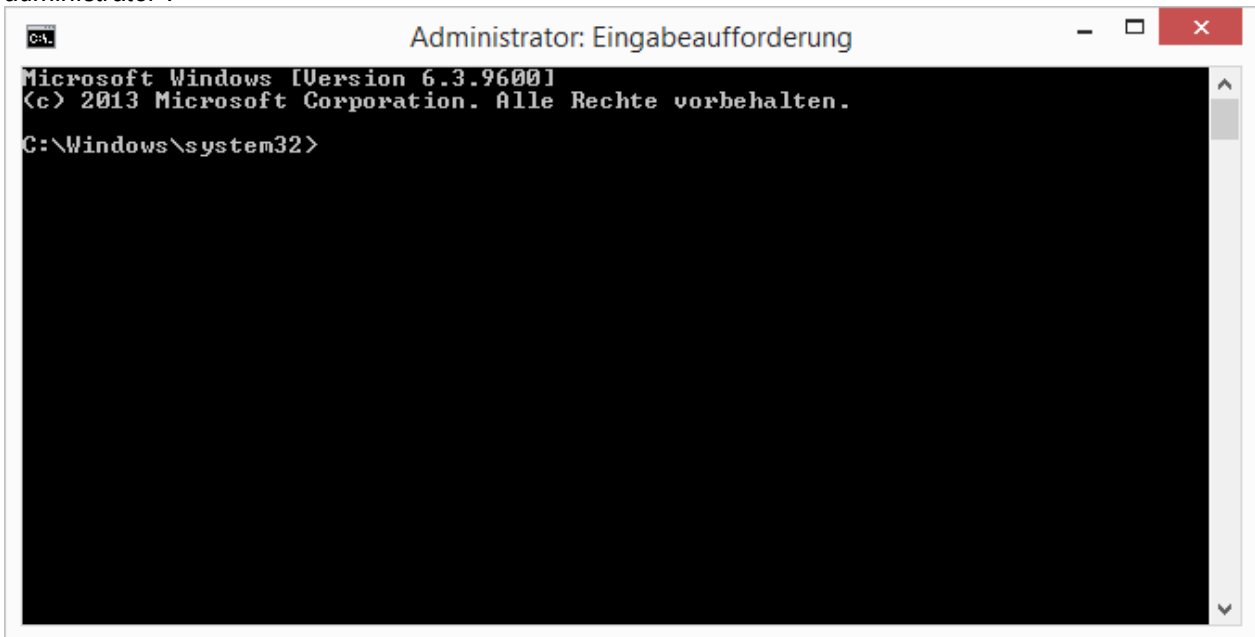 Administrator: Eingabeaufforderung
Microsoft Windows [Version 6.3.9600]
(c) 2013 Microsoft Corporation. Alle Rechte vorbehalten.
C:\Windows\system32>